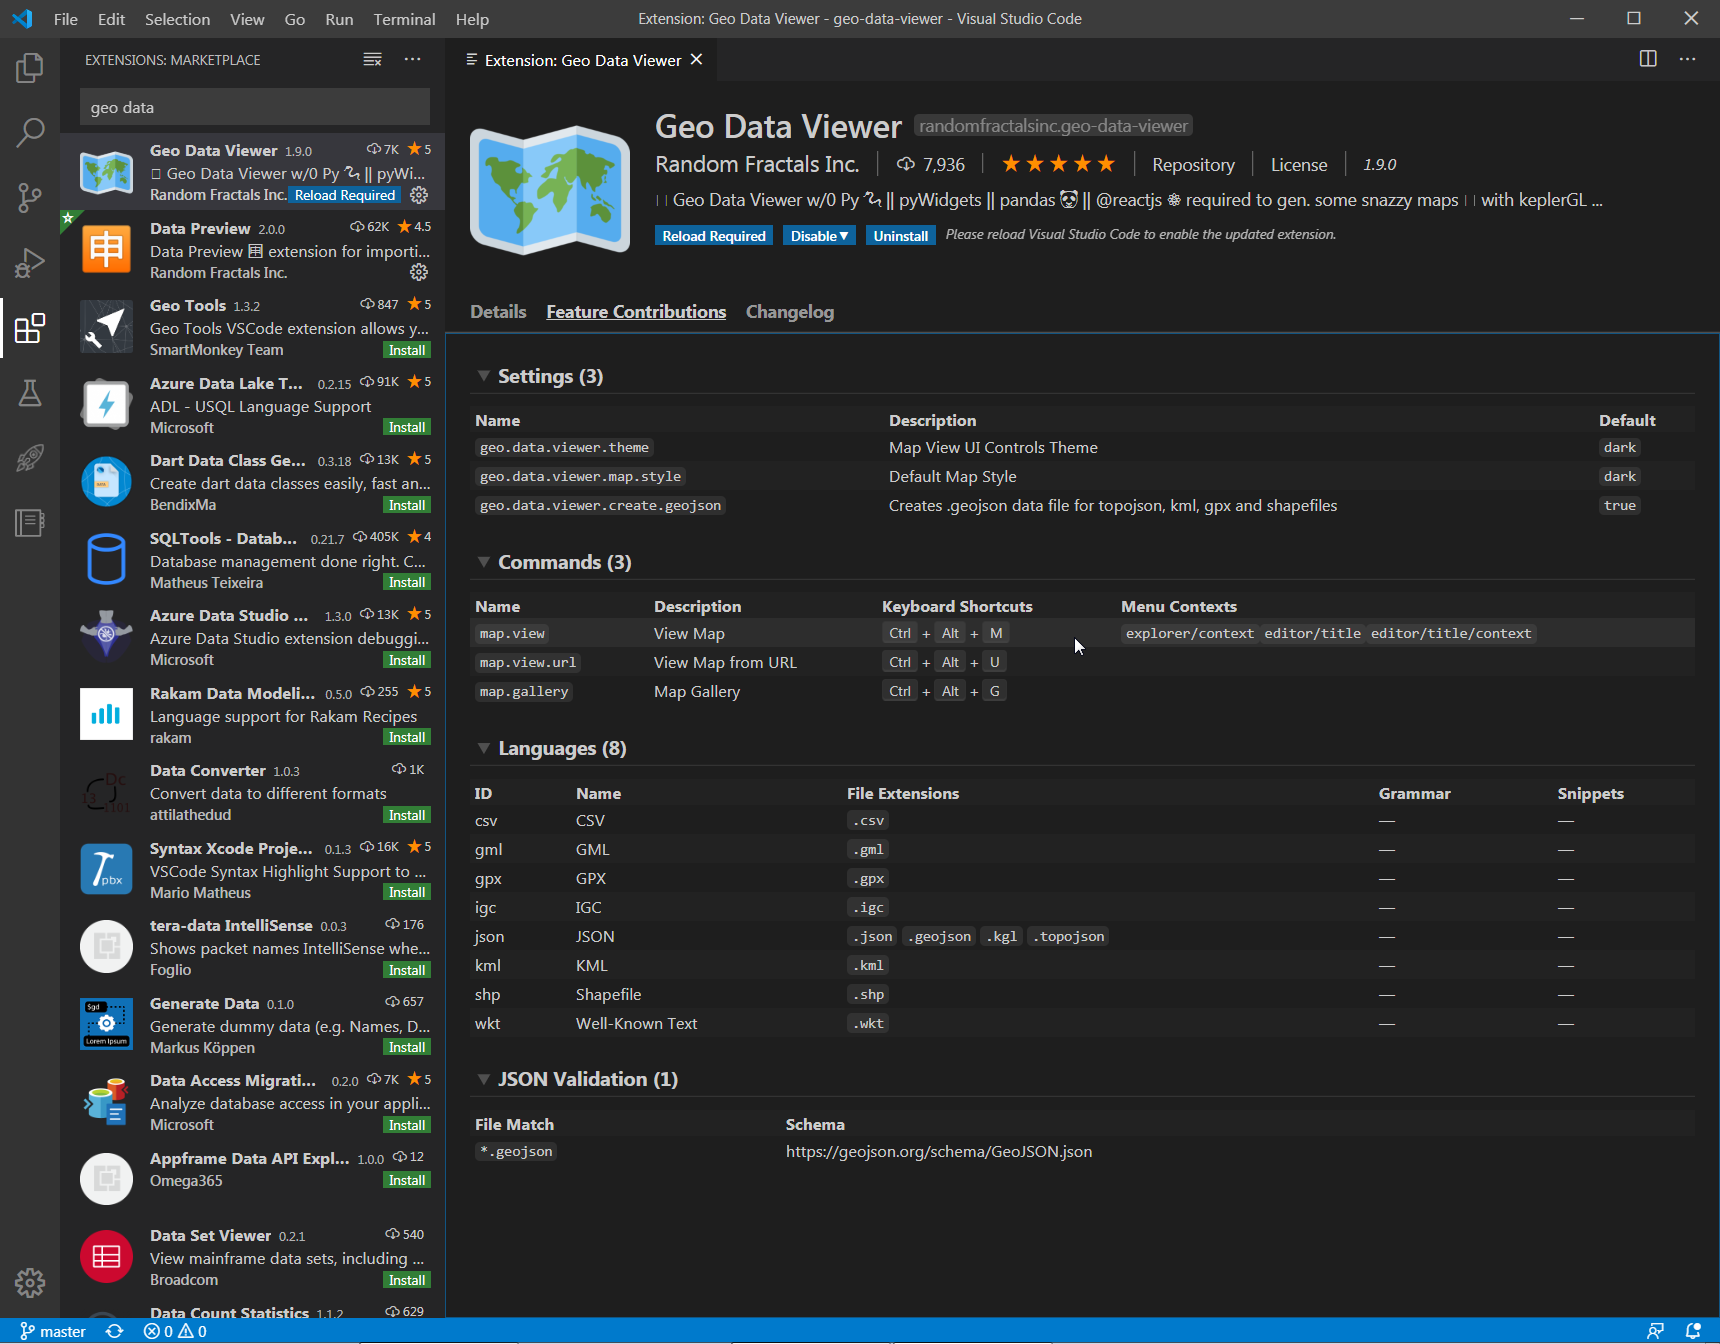 File Edit Selection View Go Run Terminal Help
Extension: Geo Data Viewer - geo-data-viewer - Visual Studio Code
EXTENSIONS: MARKETPLACE
geo data
Geo Data Viewer 1.9.0 7K ★5
Geo Data Viewer w/0 Py || pyWi...
Random Fractals Inc. Reload Required
Data Preview 2.0.0 62K ★4.5
申
Data Preview 🈸 extension for importi...
Random Fractals Inc.
Geo Tools 1.3.2 847 ★5
Geo Tools VSCode extension allows y...
SmartMonkey Team Install
Azure Data Lake T... 0.2.15 91K ★5
ADL - USQL Language Support
Microsoft Install
Dart Data Class Ge... 0.3.18 13K ★5
Create dart data classes easily, fast an...
BendixMa Install
SQLTools - Datab... 0.21.7 405K ★4
Database management done right. C...
Matheus Teixeira Install
Azure Data Studio ... 1.3.0 13K ★5
Azure Data Studio extension debuggi...
Microsoft Install
Rakam Data Modeli... 0.5.0 255 ★5
Language support for Rakam Recipes
rakam Install
Data Converter 1.0.3 1K
Dc
13 1101
Convert data to different formats
attilathedud Install
Syntax Xcode Proje... 0.1.3 16K ★5
VSCode Syntax Highlight Support to ...
pbx
Mario Matheus Install
tera-data IntelliSense 0.0.3 176
Shows packet names IntelliSense whe...
Foglio Install
Generate Data 0.1.0 657
Sgd
Generate dummy data (e.g. Names, D...
Lorem Ipsum
Markus Köppen Install
Data Access Migrati... 0.2.0 7K ★5
Analyze database access in your appli...
Microsoft Install
Appframe Data API Expl... 1.0.0 12
Omega365 Install
Data Set Viewer 0.2.1 540
View mainframe data sets, including ...
Broadcom Install
Data Count Statistics 1.1.2 629
Extension: Geo Data Viewer
Geo Data Viewer randomfractalsinc.geo-data-viewer
Random Fractals Inc. 7,936 ★★★★★ Repository License 1.9.0
Geo Data Viewer w/0 Py || pyWidgets || pandas 🐼 || @reactjs ⚛ required to gen. some snazzy maps with keplerGL ...
Reload Required Disable▼ Uninstall Please reload Visual Studio Code to enable the updated extension.
Details Feature Contributions Changelog
Settings (3)
Name Description Default
geo.data.viewer.theme Map View UI Controls Theme dark
geo.data.viewer.map.style Default Map Style dark
geo.data.viewer.create.geojson Creates .geojson data file for topojson, kml, gpx and shapefiles true
Commands (3)
Name Description Keyboard Shortcuts Menu Contexts
map.view View Map Ctrl + Alt + M explorer/context editor/title editor/title/context
map.view.url View Map from URL Ctrl + Alt + U
map.gallery Map Gallery Ctrl + Alt + G
Languages (8)
ID Name File Extensions Grammar Snippets
csv CSV .csv — —
gml GML .gml — —
gpx GPX .gpx — —
igc IGC .igc — —
json JSON .json .geojson .kgl .topojson — —
kml KML .kml — —
shp Shapefile .shp — —
wkt Well-Known Text .wkt — —
JSON Validation (1)
File Match Schema
*.geojson https://geojson.org/schema/GeoJSON.json
master 0 0